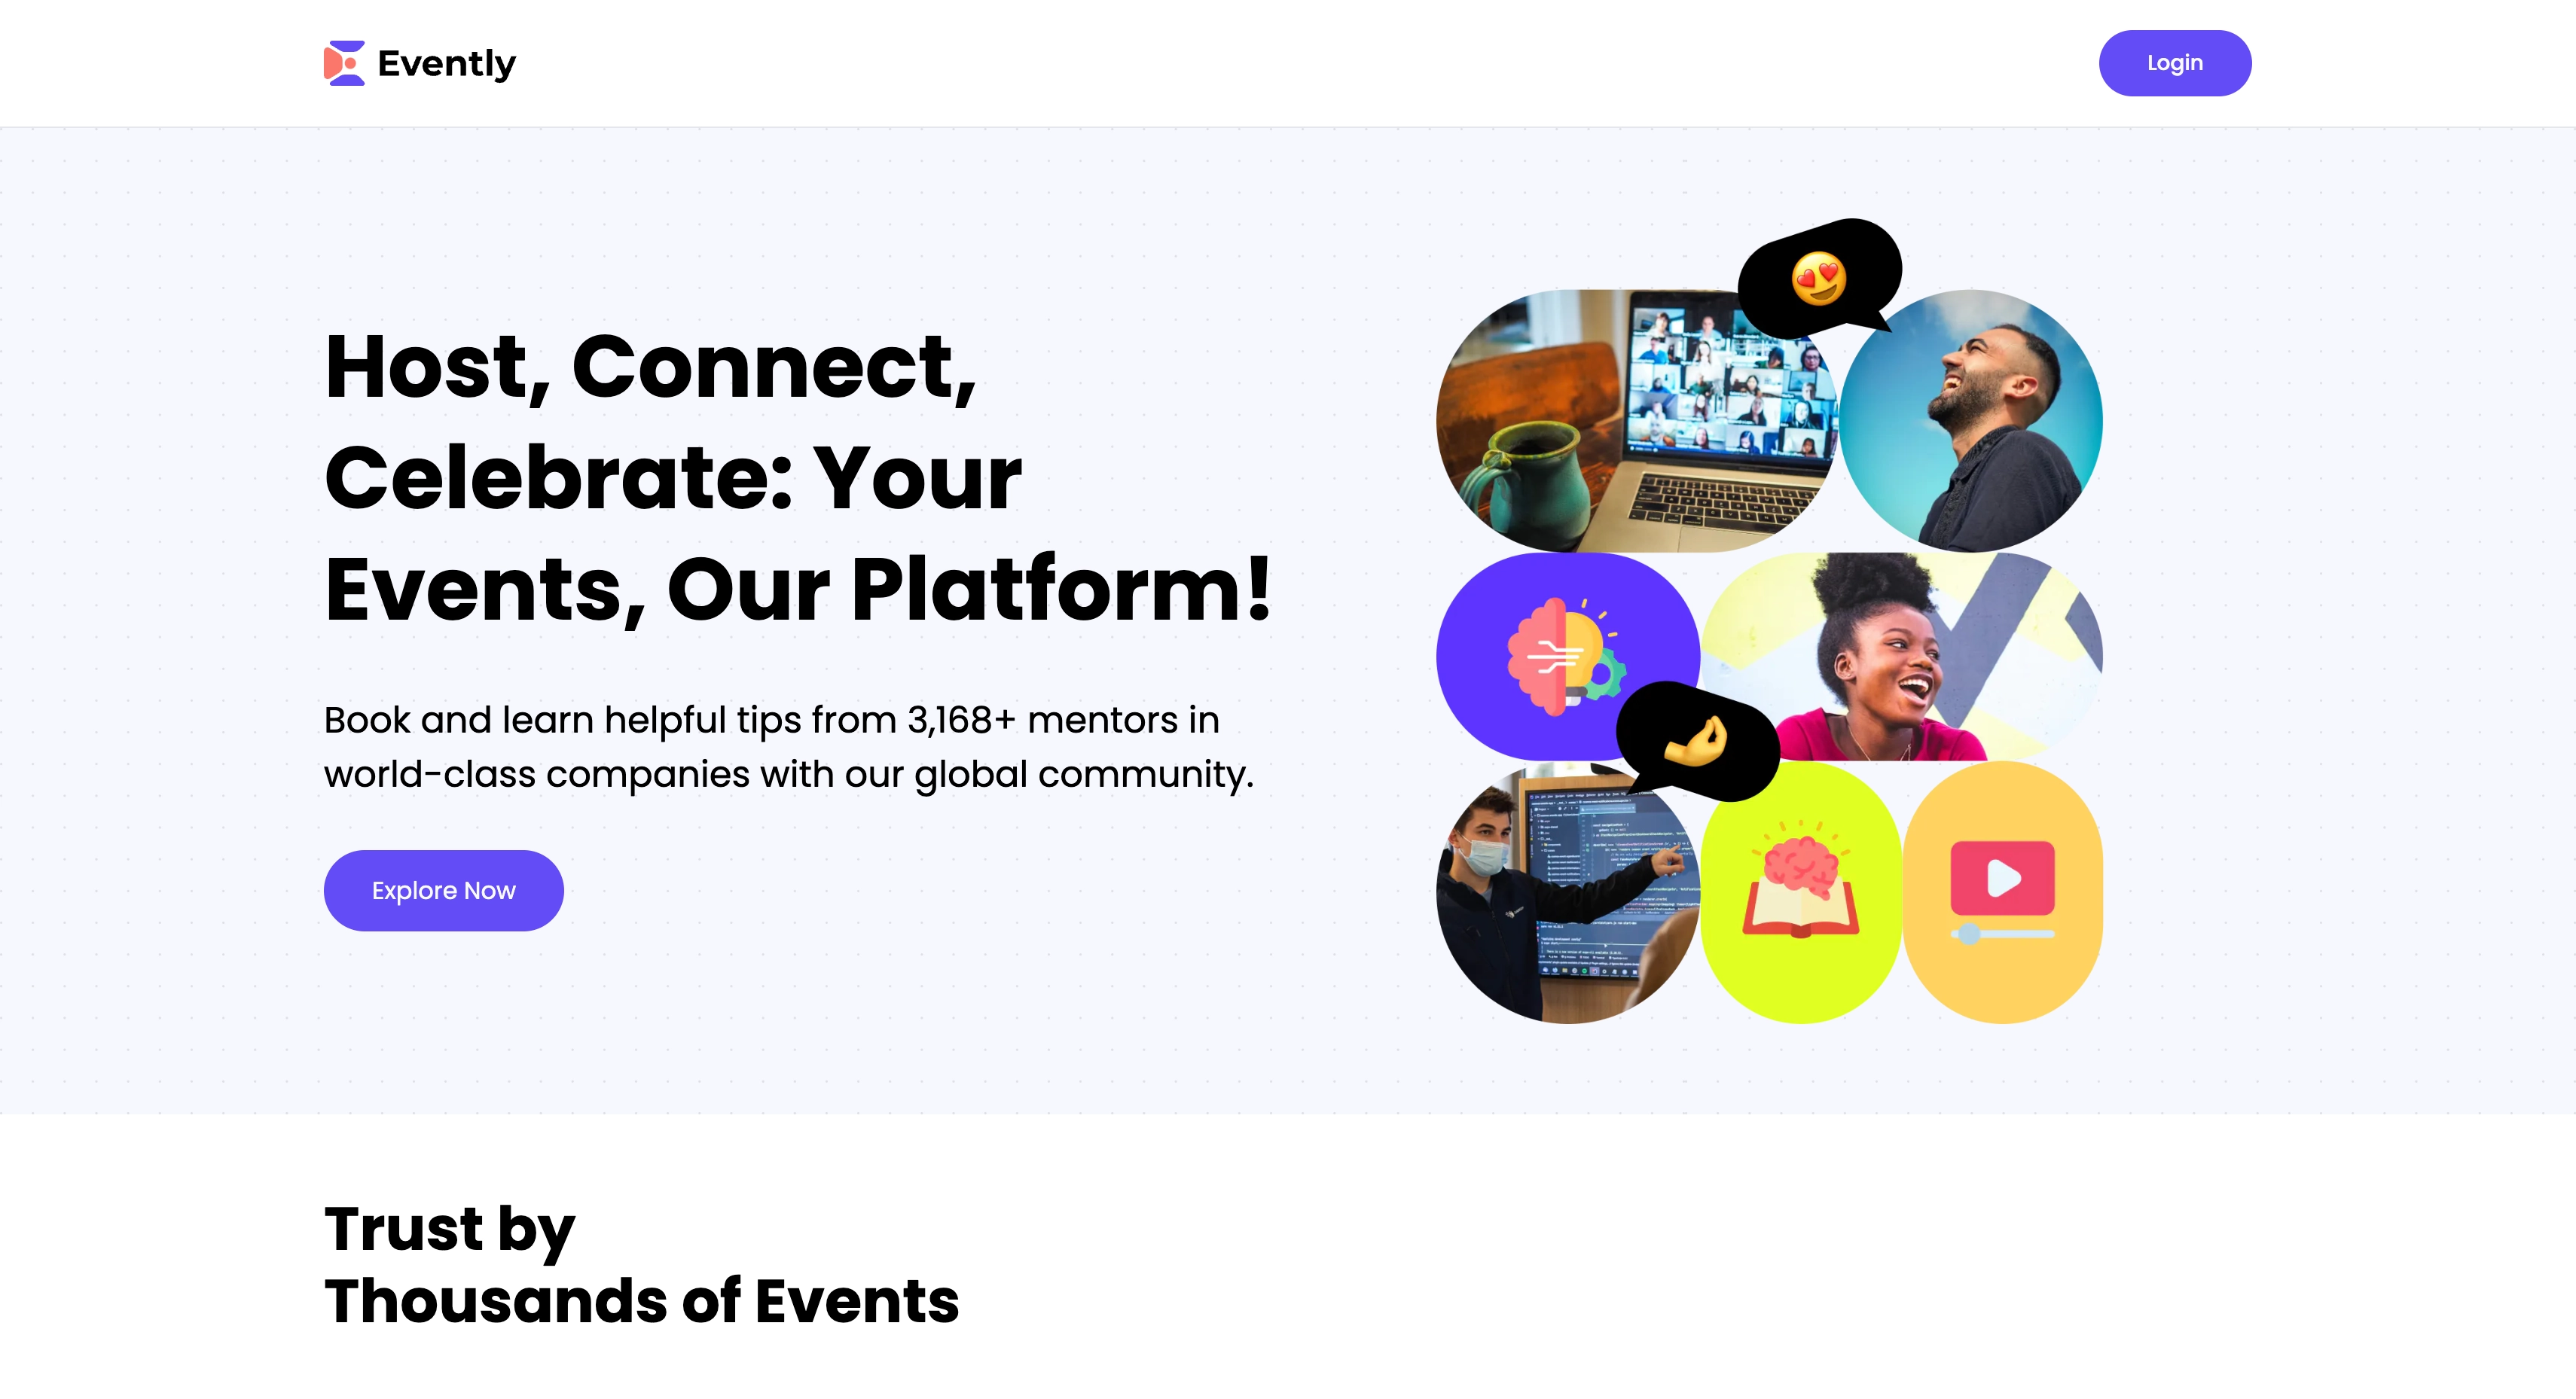 Evently
Login
Host, Connect,
Celebrate: Your
Events, Our Platform!
Book and learn helpful tips from 3,168+ mentors in
world-class companies with our global community.
Explore Now
Trust by
Thousands of Events